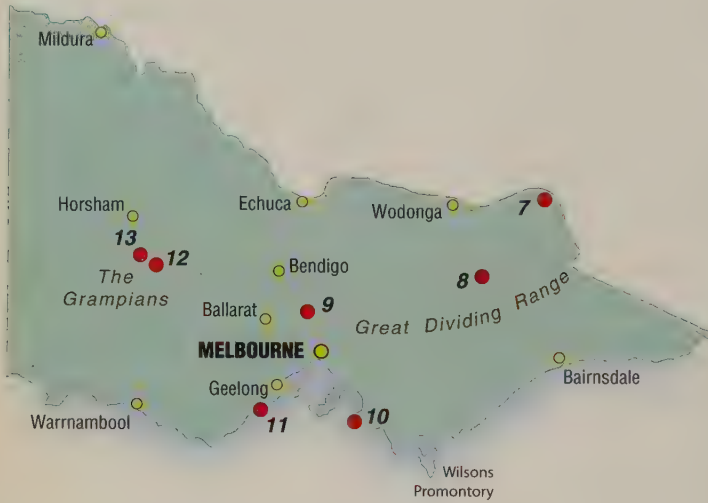 Mildura
Horsham
Echuca
Wodonga
7
13
12
The
Grampians
Bendigo
8
9
Ballarat
Great Dividing Range
MELBOURNE
Bairnsdale
Geelong
Warrnambool
11
10
Wilsons
Promontory